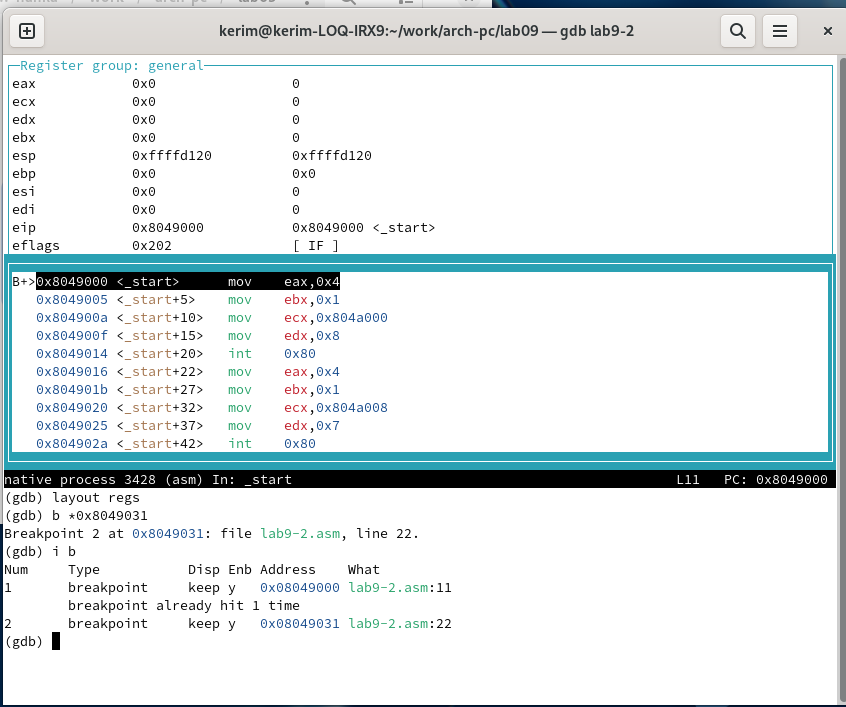 kerim@kerim-LOQ-IRX9:~/work/arch-pc/lab09 — gdb lab9-2
Register group: general
eax 0x0 0
ecx 0x0 0
edx 0x0 0
ebx 0x0 0
esp 0xffffd120 0xffffd120
ebp 0x0 0x0
esi 0x0 0
edi 0x0 0
eip 0x8049000 0x8049000 <_start>
eflags 0x202 [ IF ]
B+>0x8049000 <_start> mov eax,0x4
0x8049005 <_start+5> mov ebx,0x1
0x804900a <_start+10> mov ecx,0x804a000
0x804900f <_start+15> mov edx,0x8
0x8049014 <_start+20> int 0x80
0x8049016 <_start+22> mov eax,0x4
0x804901b <_start+27> mov ebx,0x1
0x8049020 <_start+32> mov ecx,0x804a008
0x8049025 <_start+37> mov edx,0x7
0x804902a <_start+42> int 0x80
native process 3428 (asm) In: _start L11 PC: 0x8049000
(gdb) layout regs
(gdb) b *0x8049031
Breakpoint 2 at 0x8049031: file lab9-2.asm, line 22.
(gdb) i b
Num Type Disp Enb Address What
1 breakpoint keep y 0x08049000 lab9-2.asm:11
breakpoint already hit 1 time
2 breakpoint keep y 0x08049031 lab9-2.asm:22
(gdb)